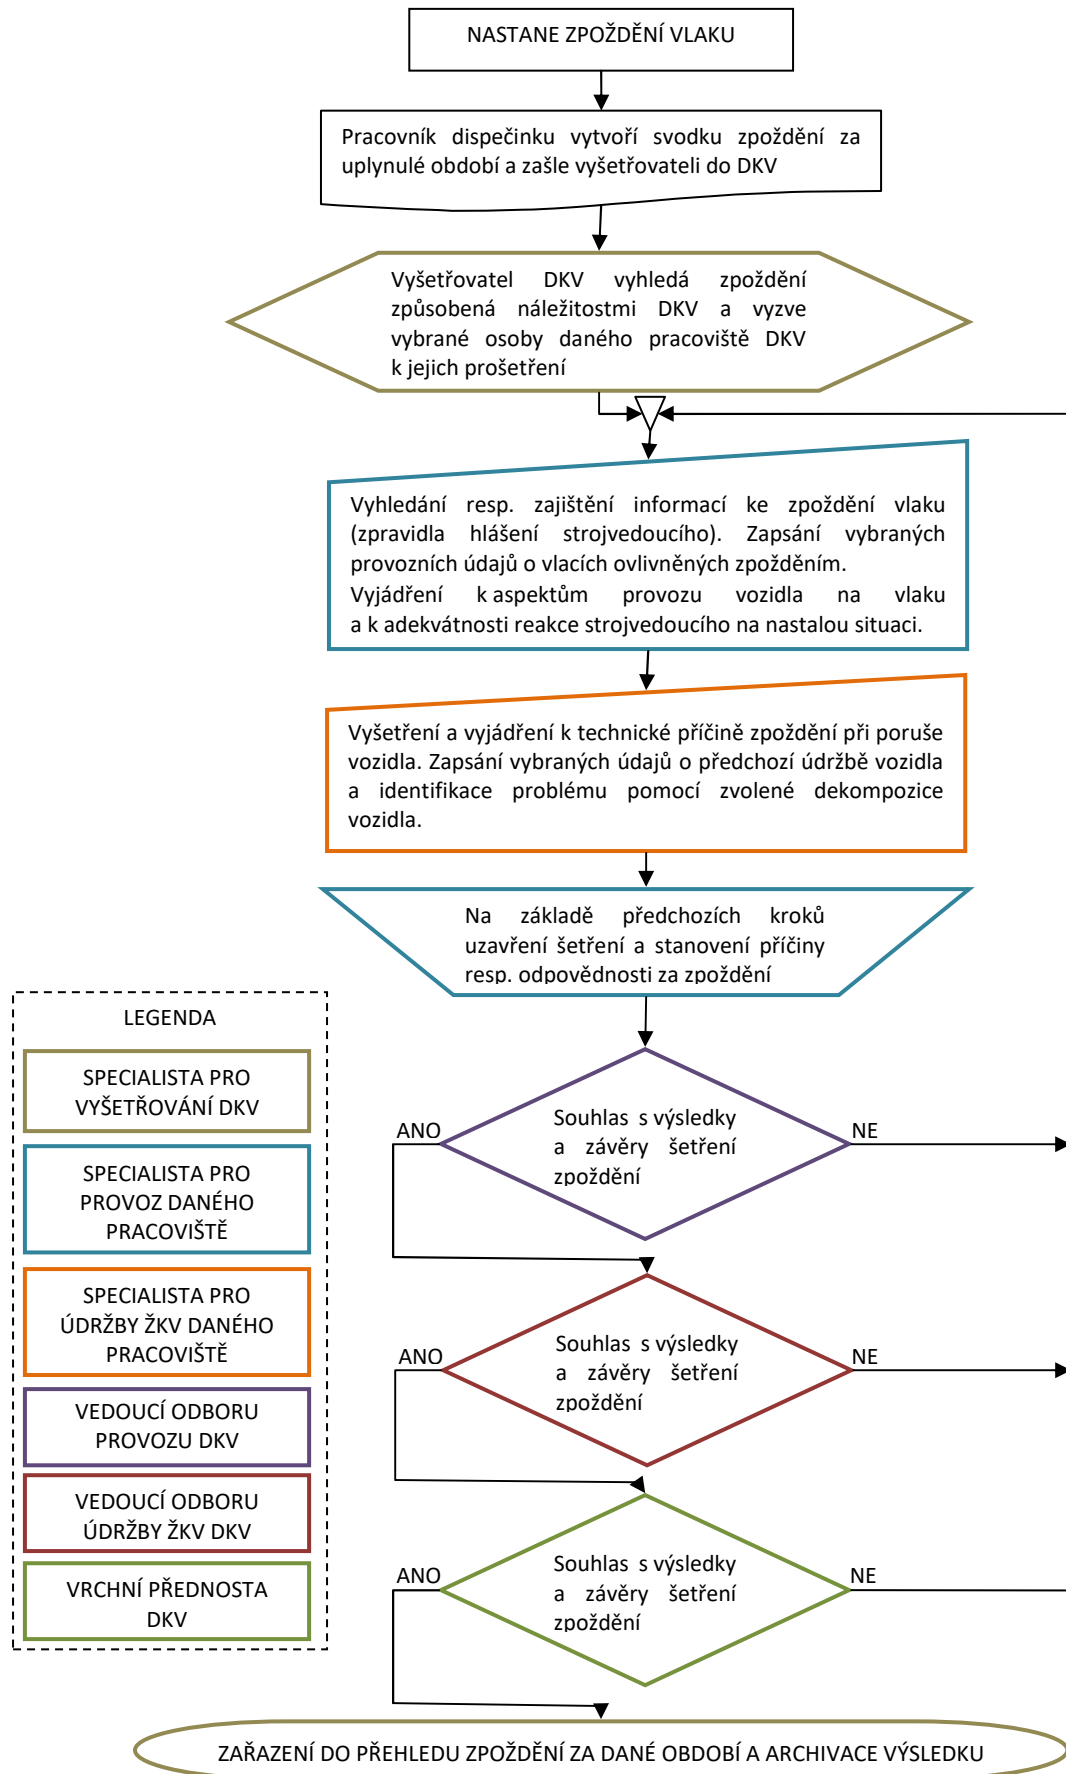 NASTANE ZPOŽDĚNÍ VLAKU
Pracovník dispečinku vytvoří svodku zpoždění za
uplynulé období a zašle vyšetřovateli do DKV
Vyšetřovatel DKV vyhledá zpoždění
způsobená náležitostmi DKV a vyzve
vybrané osoby daného pracoviště DKV
k jejich prošetření
Vyhledání resp. zajištění informací ke zpoždění vlaku
(zpravidla hlášení strojvedoucího). Zapsání vybraných
provozních údajů o vlacích ovlivněných zpožděním.
Vyjádření k aspektům provozu vozidla na vlaku
a k adekvátnosti reakce strojvedoucího na nastalou situaci.
Vyšetření a vyjádření k technické příčině zpoždění při poruše
vozidla. Zapsání vybraných údajů o předchozí údržbě vozidla
a identifikace problému pomocí zvolené dekompozice
vozidla.
Na základě předchozích kroků
uzavření šetření a stanovení příčiny
resp. odpovědnosti za zpoždění
LEGENDA
SPECIALISTA PRO
VYŠETŘOVÁNÍ DKV
SPECIALISTA PRO
PROVOZ DANÉHO
PRACOVIŠTĚ
SPECIALISTA PRO
ÚDRŽBY ŽKV DANÉHO
PRACOVIŠTĚ
VEDOUCÍ ODBORU
PROVOZU DKV
VEDOUCÍ ODBORU
ÚDRŽBY ŽKV DKV
VRCHNÍ PŘEDNOSTA
DKV
ANO
Souhlas s výsledky
a závěry šetření
zpoždění
NE
ANO
Souhlas s výsledky
a závěry šetření
zpoždění
NE
ANO
Souhlas s výsledky
a závěry šetření
zpoždění
NE
ZAŘAZENÍ DO PŘEHLEDU ZPOŽDĚNÍ ZA DANÉ OBDOBÍ A ARCHIVACE VÝSLEDKU